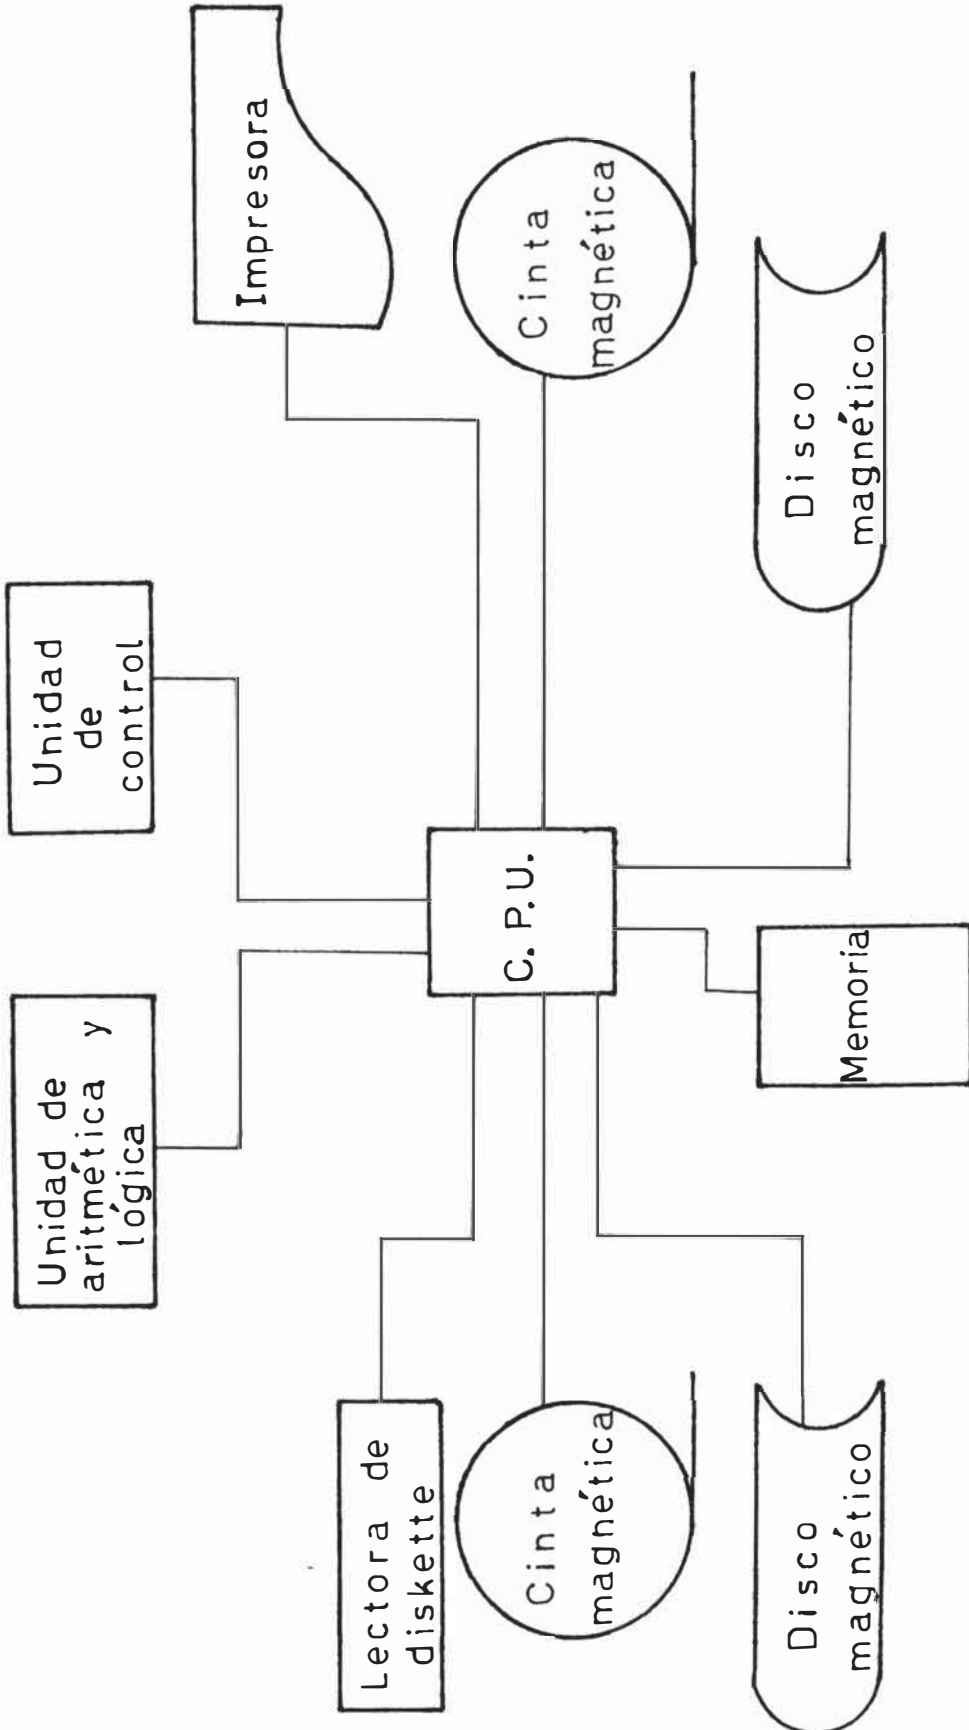 Unidad de
aritmética y
lógica
Unidad
de
control
Lectora de
diskette
Impresora
C. P. U.
Cinta
magnética
Cinta
magnética
Disco
magnético
Memoria
Disco
magnético